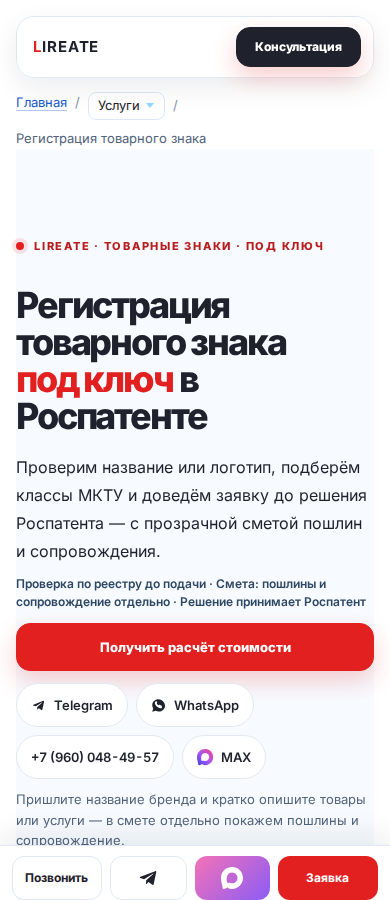 LIREATE
Консультация
Главная / Услуги /
Регистрация товарного знака
LIREATE · ТОВАРНЫЕ ЗНАКИ · ПОД КЛЮЧ
Регистрация
товарного знака
под ключ в
Роспатенте
Проверим название или логотип, подберём
классы МКТУ и доведём заявку до решения
Роспатента — с прозрачной сметой пошлин
и сопровождения.
Проверка по реестру до подачи · Смета: пошлины и
сопровождение отдельно · Решение принимает Роспатент
Получить расчёт стоимости
Telegram
WhatsApp
+7 (960) 048-49-57
MAX
Пришлите название бренда и кратко опишите товары
или услуги — в смете отдельно покажем пошлины и
сопровождение.
Позвонить
Заявка